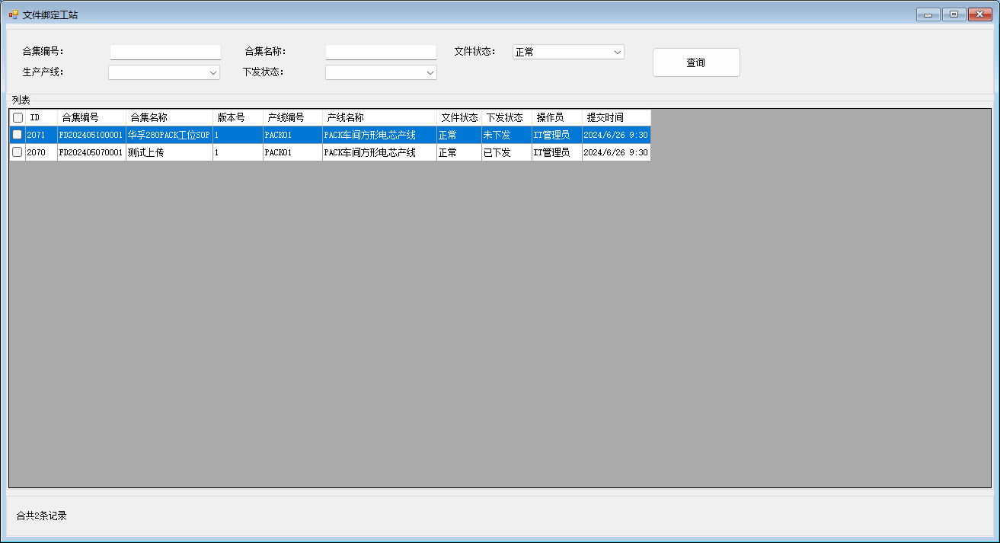 文件绑定工站
合集编号： 合集名称： 文件状态： 正常 查询
生产产线： 下发状态：
列表
ID 合集编号 合集名称 版本号 产线编号 产线名称 文件状态 下发状态 操作员 提交时间
2071 FD202405100001 华孚280PACK工位SOP 1 PACK01 PACK车间方形电芯产线 正常 未下发 IT管理员 2024/6/26 9:30
2070 FD202405070001 测试上传 1 PACK01 PACK车间方形电芯产线 正常 已下发 IT管理员 2024/6/26 9:30
合共2条记录